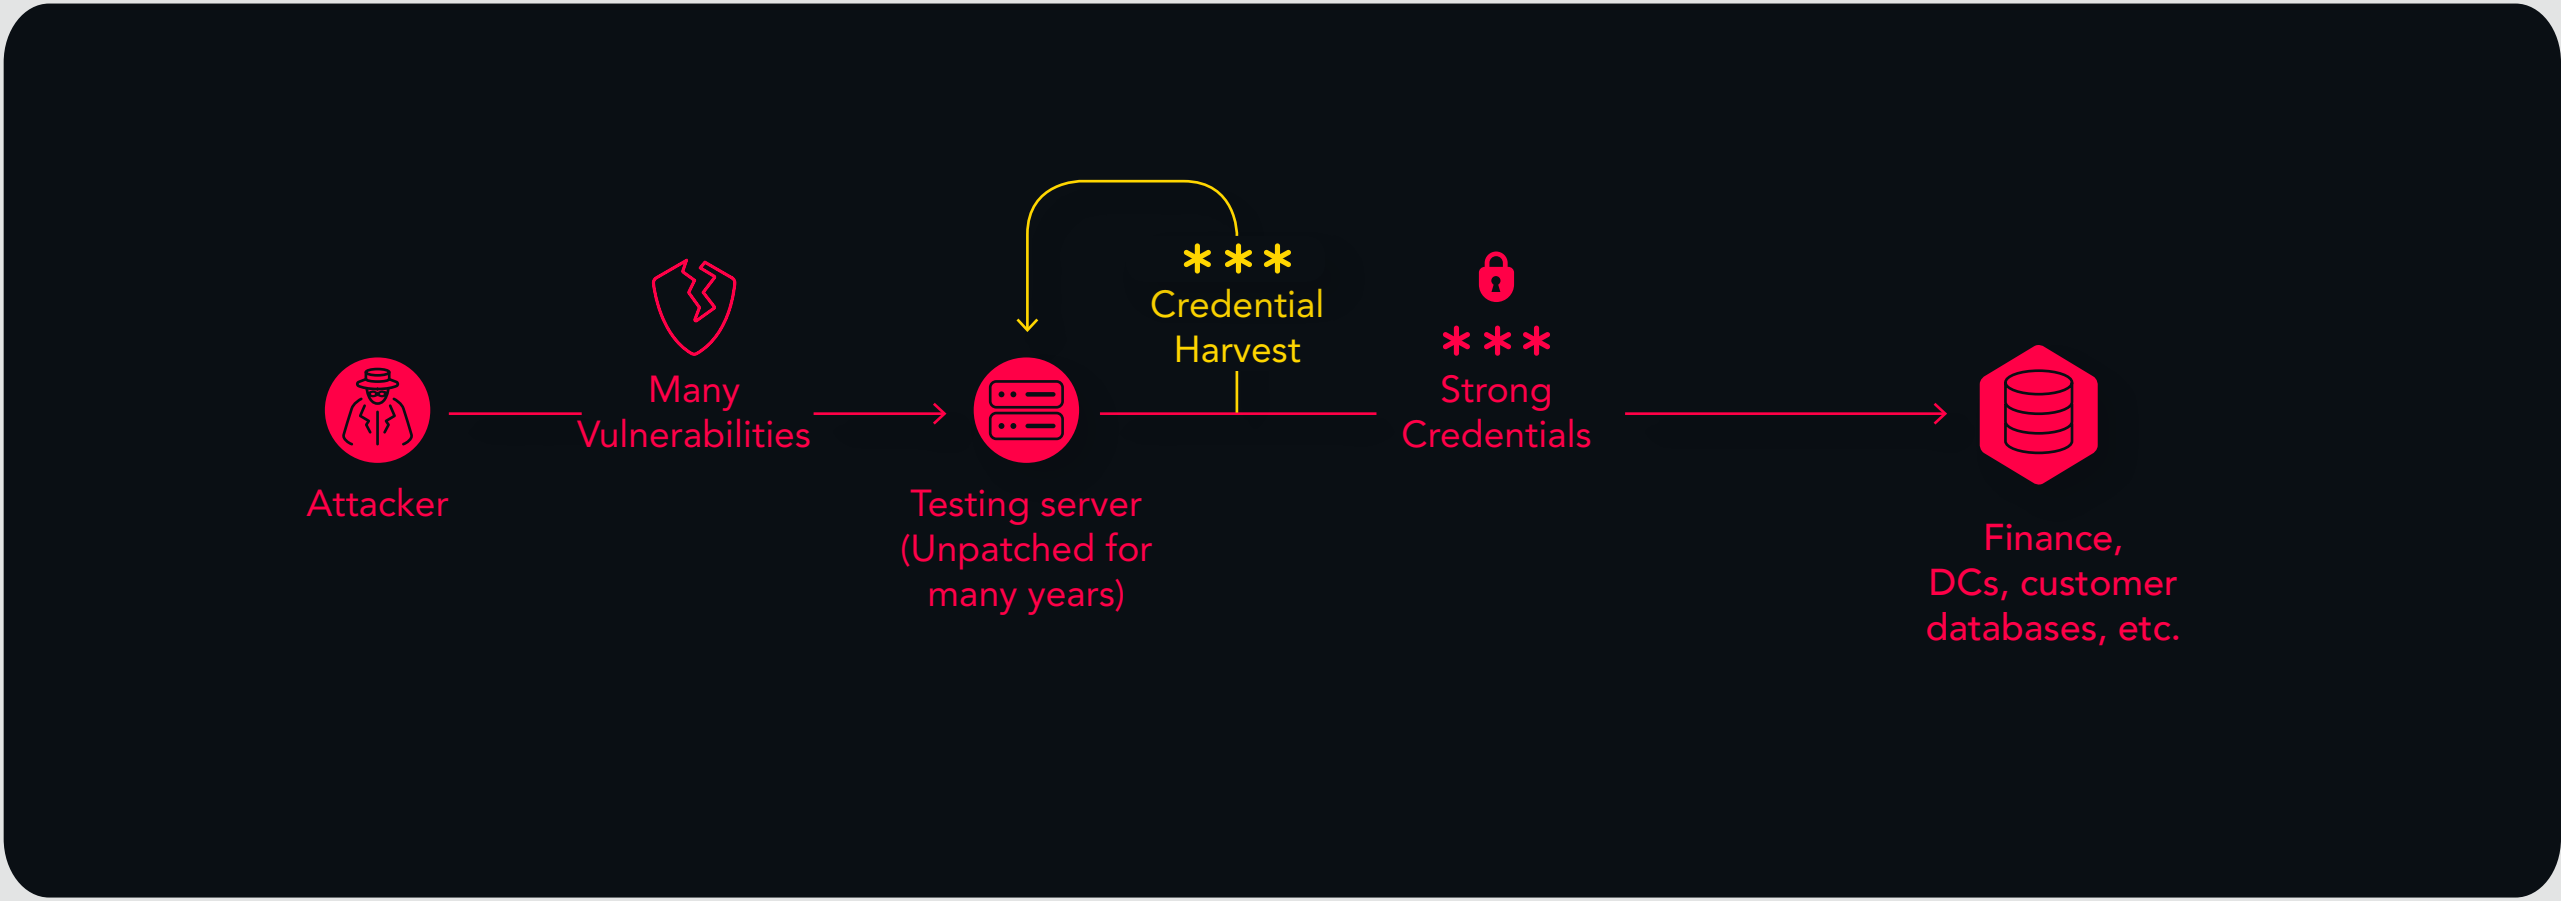 Credential
Harvest
Many
Vulnerabilities
Strong
Credentials
Attacker
Testing server
(Unpatched for
many years)
Finance,
DCs, customer
databases, etc.